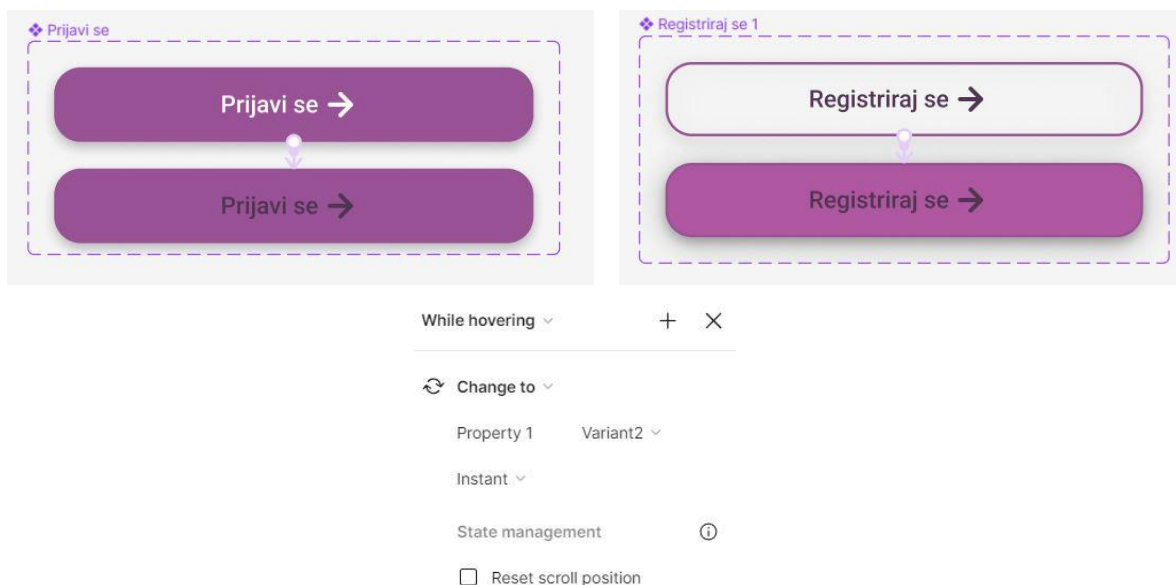 Prijavi se
Prijavi se
Prijavi se
Registriraj se 1
Registriraj se
Registriraj se
While hovering
Change to
Property 1 Variant2
Instant
State management
Reset scroll position